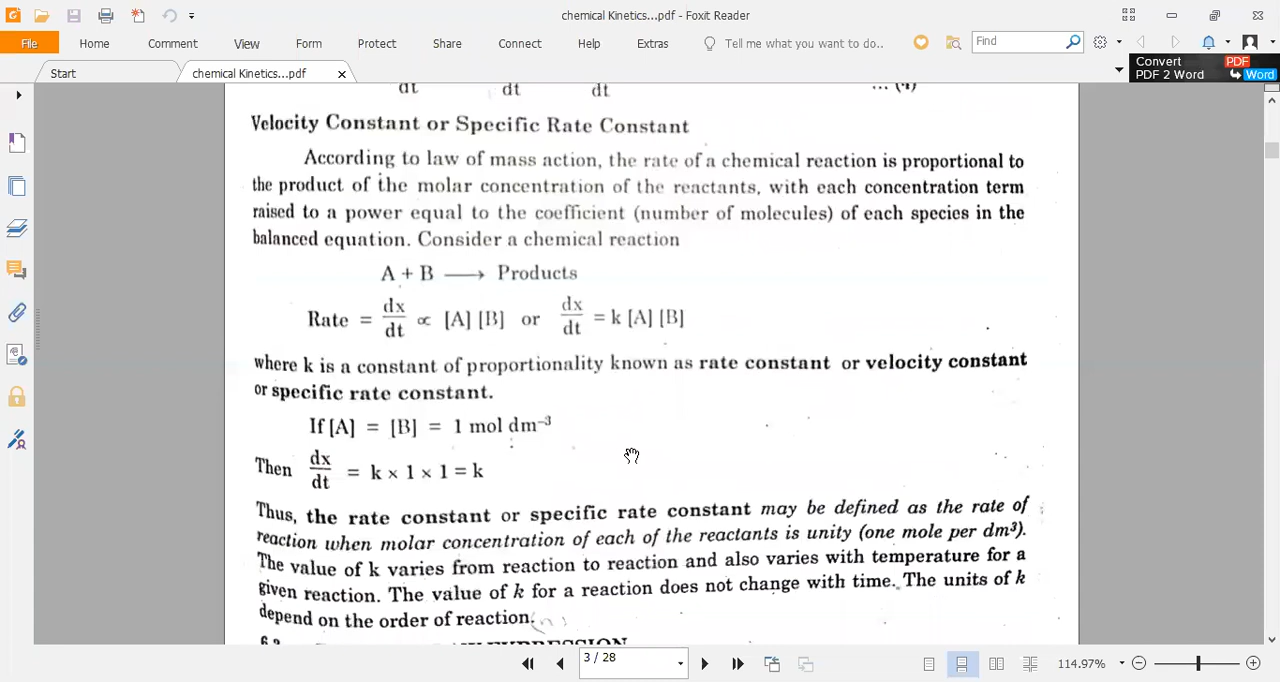 chemical Kinetics...pdf - Foxit Reader
File Home Comment View Form Protect Share Connect Help Extras Tell me what you want to do.. Find
Convert PDF
PDF 2 Word Word
Start chemical Kinetics...pdf
dt dt dt
Velocity Constant or Specific Rate Constant
According to law of mass action, the rate of a chemical reaction is proportional to
the product of the molar concentration of the reactants, with each concentration term
raised to a power equal to the coefficient (number of molecules) of each species in the
balanced equation. Consider a chemical reaction
A + B ⟶ Products
Rate = dx/dt ∝ [A] [B] or dx/dt = k [A] [B]
where k is a constant of proportionality known as rate constant or velocity constant
or specific rate constant.
If [A] = [B] = 1 mol dm⁻³
Then dx/dt = k × 1 × 1 = k
Thus, the rate constant or specific rate constant may be defined as the rate of
reaction when molar concentration of each of the reactants is unity (one mole per dm³).
The value of k varies from reaction to reaction and also varies with temperature for a
given reaction. The value of k for a reaction does not change with time. The units of k
depend on the order of reaction.
3 / 28 114.97%